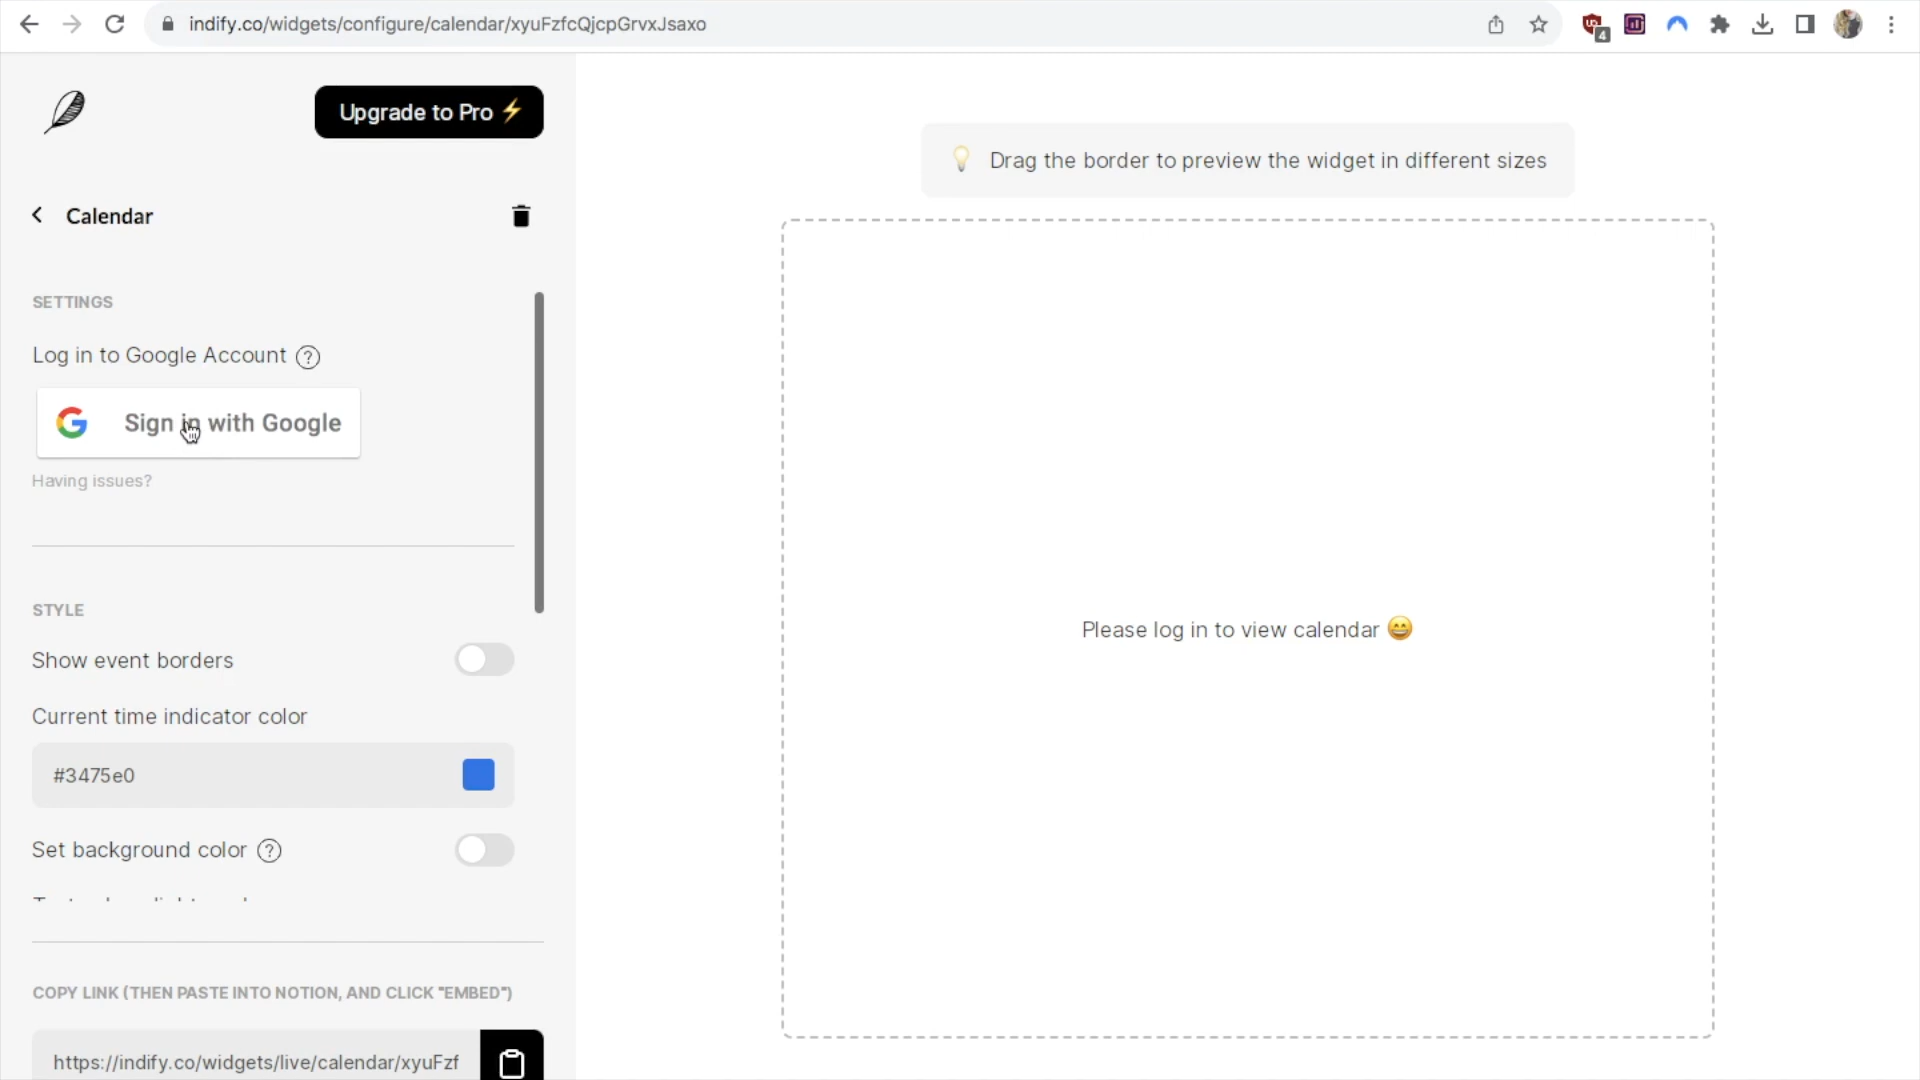 indify.co/widgets/configure/calendar/xyuFzfcQjcpGrvxJsaxo
4
Upgrade to Pro ⚡
Drag the border to preview the widget in different sizes
Calendar
SETTINGS
Log in to Google Account ?
Sign in with Google
Having issues?
Please log in to view calendar 😄
STYLE
Show event borders
Current time indicator color
#3475e0
Set background color ?
COPY LINK (THEN PASTE INTO NOTION, AND CLICK "EMBED")
https://indify.co/widgets/live/calendar/xyuFzf